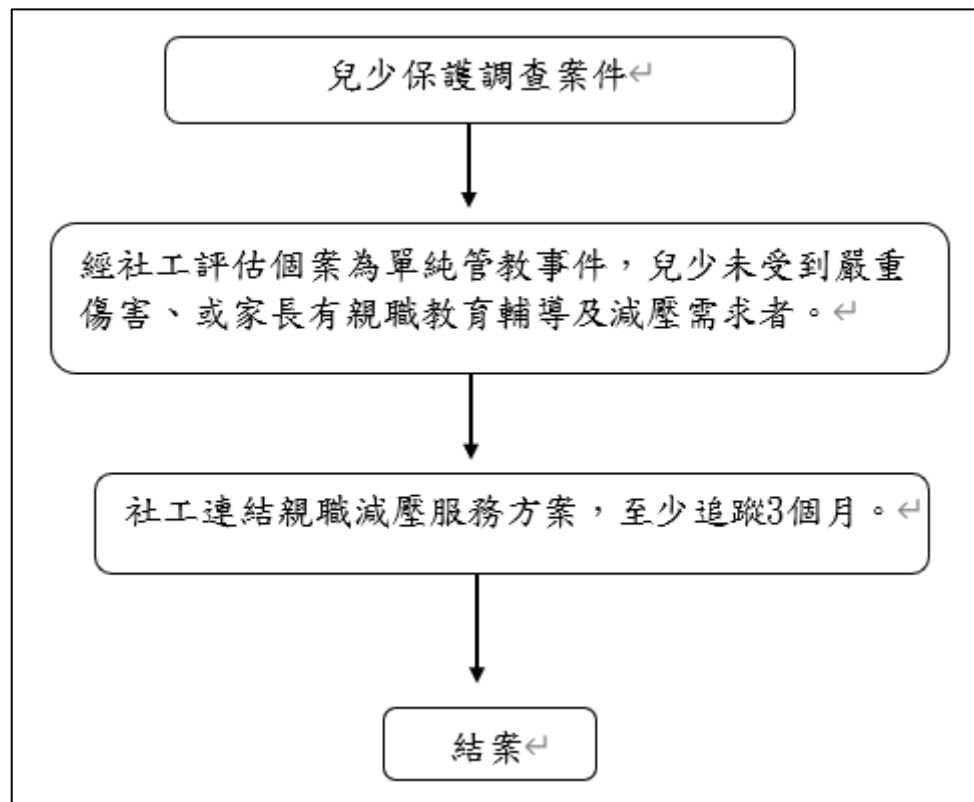 兒少保護調查案件
經社工評估個案為單純管教事件，兒少未受到嚴重
傷害、或家長有親職教育輔導及減壓需求者。
社工連結親職減壓服務方案，至少追蹤3個月。
結案